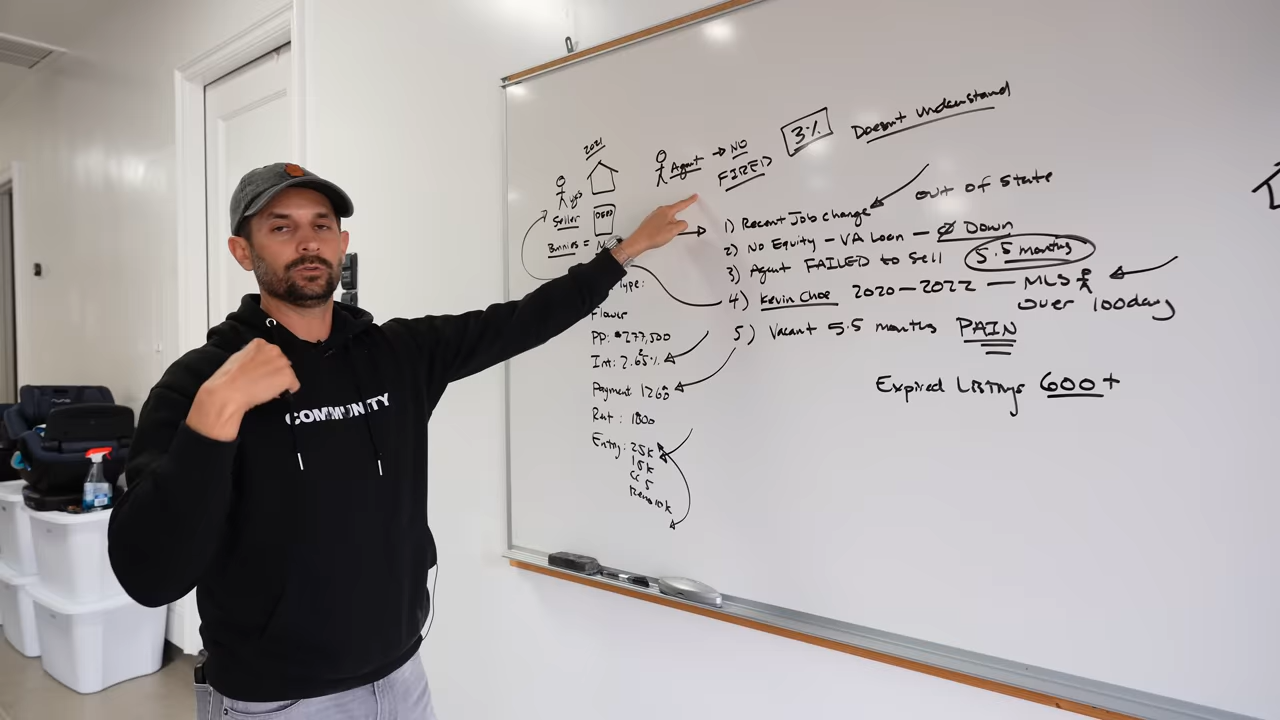 2021
Seller
DEED
Bunnies =
Type:
Flower
PP: $277,500
Int: 2.65%
Payment 1260
Rent: 1800
Entry: 25K
15K
CC 5
Reno 10K
Agent → NO
FIRED
3%
Doesnt Understand
1) Recent Job change
out of state
2) No Equity - VA Loan - Ø Down
3) Agent FAILED to Sell 5.5 months
4) Kevin Choe 2020-2022 - MLS
over 100 days
5) Vacant 5.5 months PAIN
Expired Listings 600+
COMMUNITY